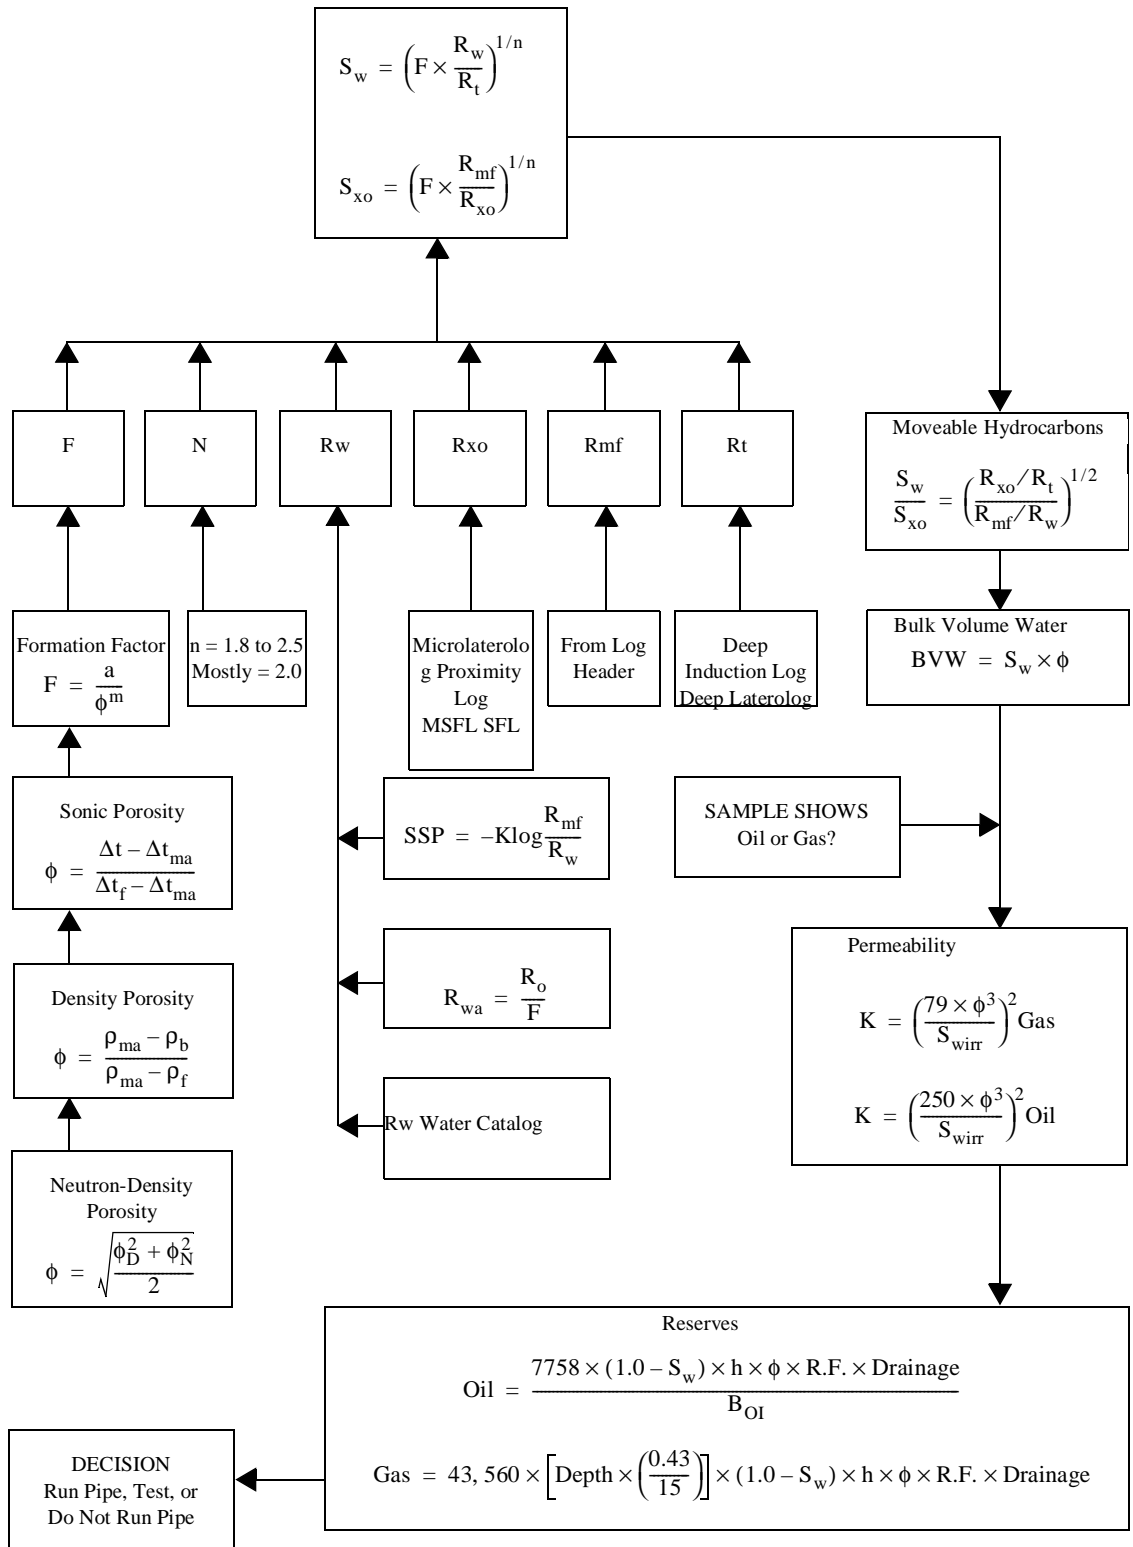 S_w = (F × R_w/R_t)^1/n
S_xo = (F × R_mf/R_xo)^1/n
F
N
Rw
Rxo
Rmf
Rt
Moveable Hydrocarbons
S_w/S_xo = ((R_xo/R_t)/(R_mf/R_w))^1/2
Formation Factor
F = a/ϕ^m
n = 1.8 to 2.5
Mostly = 2.0
Microlaterolo
g Proximity
Log
MSFL SFL
From Log
Header
Deep
Induction Log
Deep Laterolog
Bulk Volume Water
BVW = S_w × ϕ
Sonic Porosity
ϕ = (Δt – Δt_ma)/(Δt_f – Δt_ma)
SSP = –Klog R_mf/R_w
SAMPLE SHOWS
Oil or Gas?
Density Porosity
ϕ = (ρ_ma – ρ_b)/(ρ_ma – ρ_f)
R_wa = R_o/F
Permeability
K = (79 × ϕ^3/S_wirr)^2 Gas
K = (250 × ϕ^3/S_wirr)^2 Oil
Rw Water Catalog
Neutron-Density
Porosity
ϕ = √((ϕ_D^2 + ϕ_N^2)/2)
Reserves
Oil = (7758 × (1.0 – S_w) × h × ϕ × R.F. × Drainage)/B_OI
Gas = 43, 560 × [Depth × (0.43/15)] × (1.0 – S_w) × h × ϕ × R.F. × Drainage
DECISION
Run Pipe, Test, or
Do Not Run Pipe